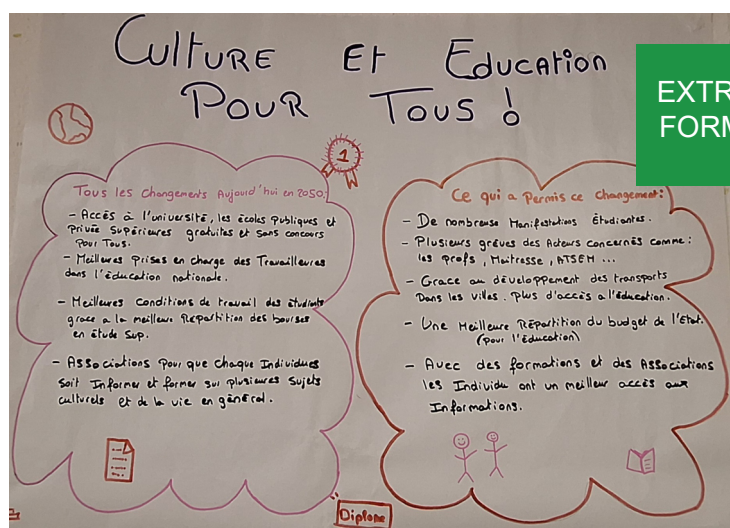 Culture Et Education
Pour Tous !
EXTR
FORM
1
Tous les changements Aujourd'hui en 2050:
- Accès à l'université, les écoles publiques et
privée supérieures gratuites et sans concours
Pour Tous.
- Meilleures Prises en charge des Travailleures
dans l'éducation nationale.
- Meilleures conditions de travail des étudiants
grace a la meilleure Répartition des bourses
en étude Sup.
- Associations Pour que chaque Individues
soit Informer et former sur plusieures Sujets
culturels et de la vie en général.
Ce qui a Permis ce changement:
- De nombreuse Manifestations Étudiantes.
- Plusieurs grèves des Acteurs concernés comme:
les profs, Maitresse, ATSEM ...
- Grace au développement des transports
Dans les villes. Plus d'accès a l'éducation.
- Une Meilleure Répartition du budget de l'Etat.
(pour l'éducation)
- Avec des formations et des Associations
les Individu ont un meilleur accès aux
Informations.
Diplome